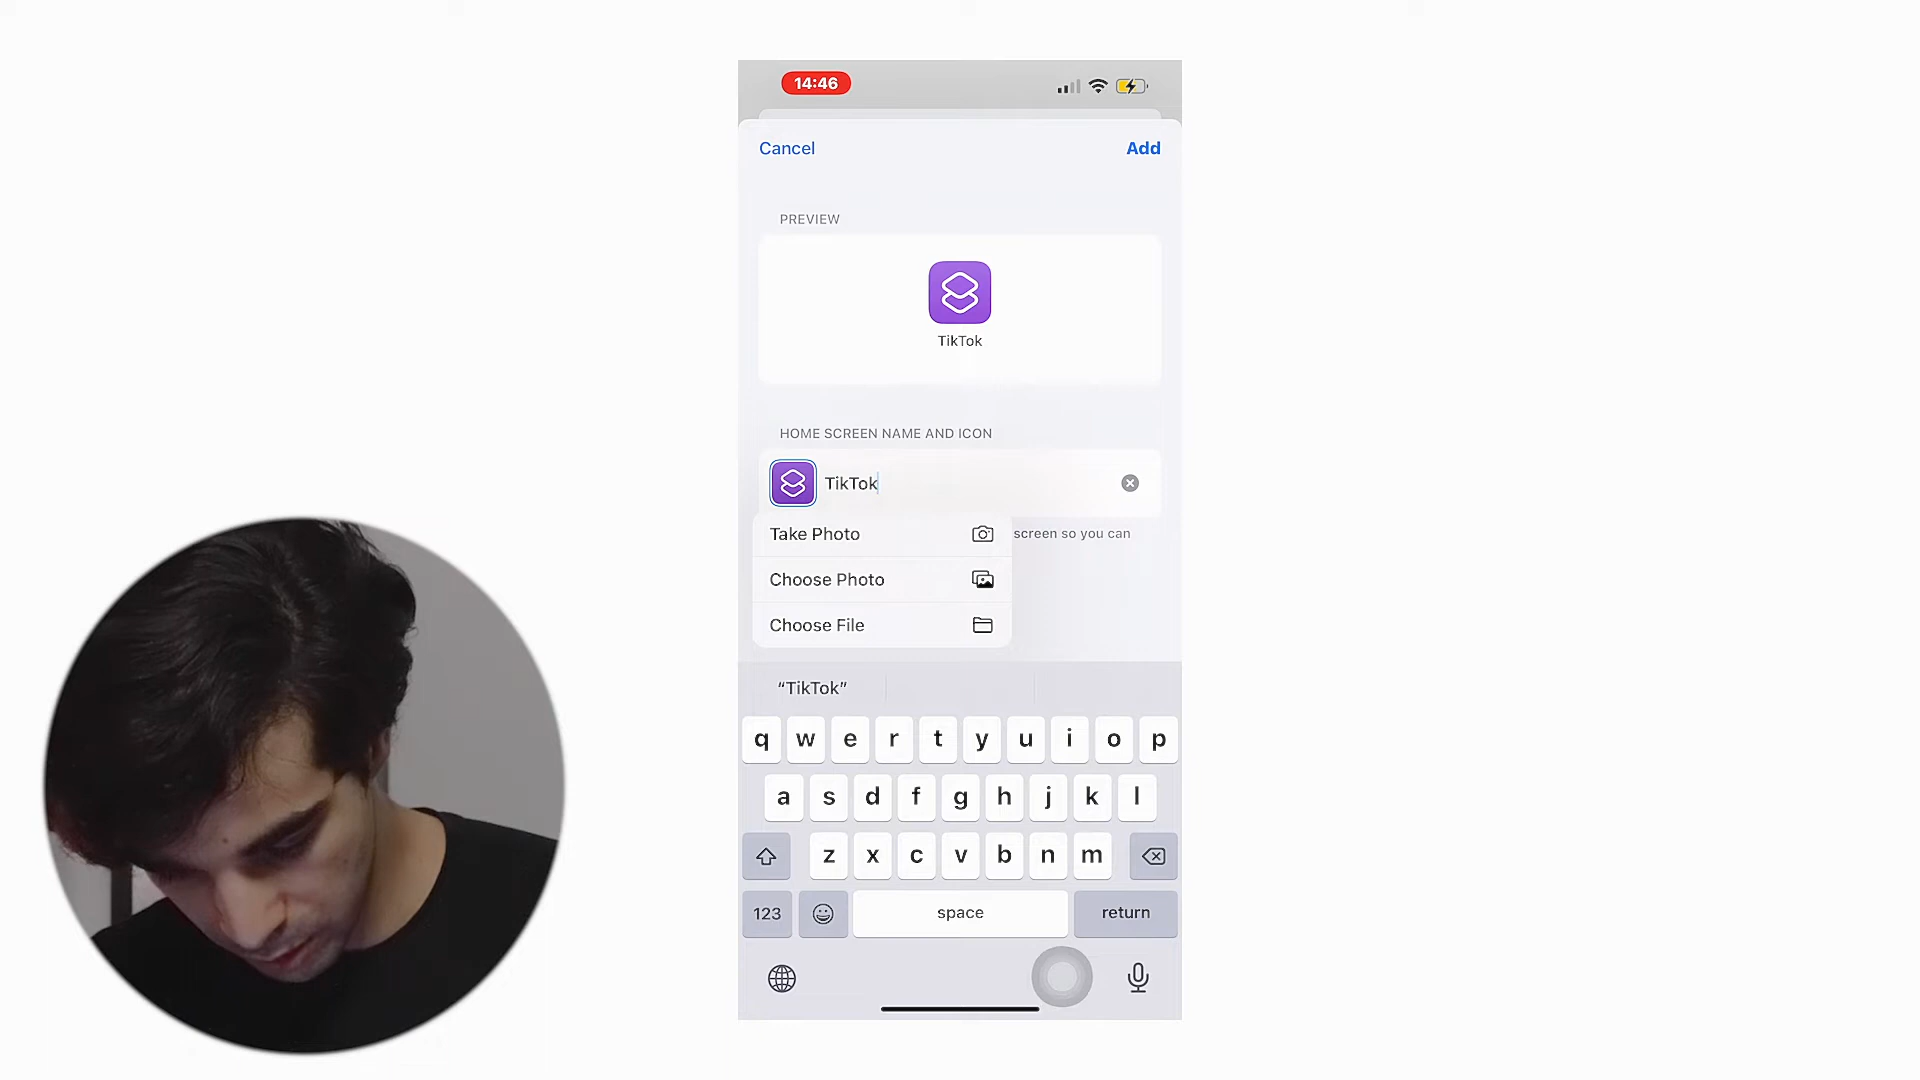 14:46
Cancel
Add
PREVIEW
TikTok
HOME SCREEN NAME AND ICON
TikTok
Take Photo
screen so you can
Choose Photo
Choose File
“TikTok”
q w e r t y u i o p
a s d f g h j k l
z x c v b n m
123
space
return